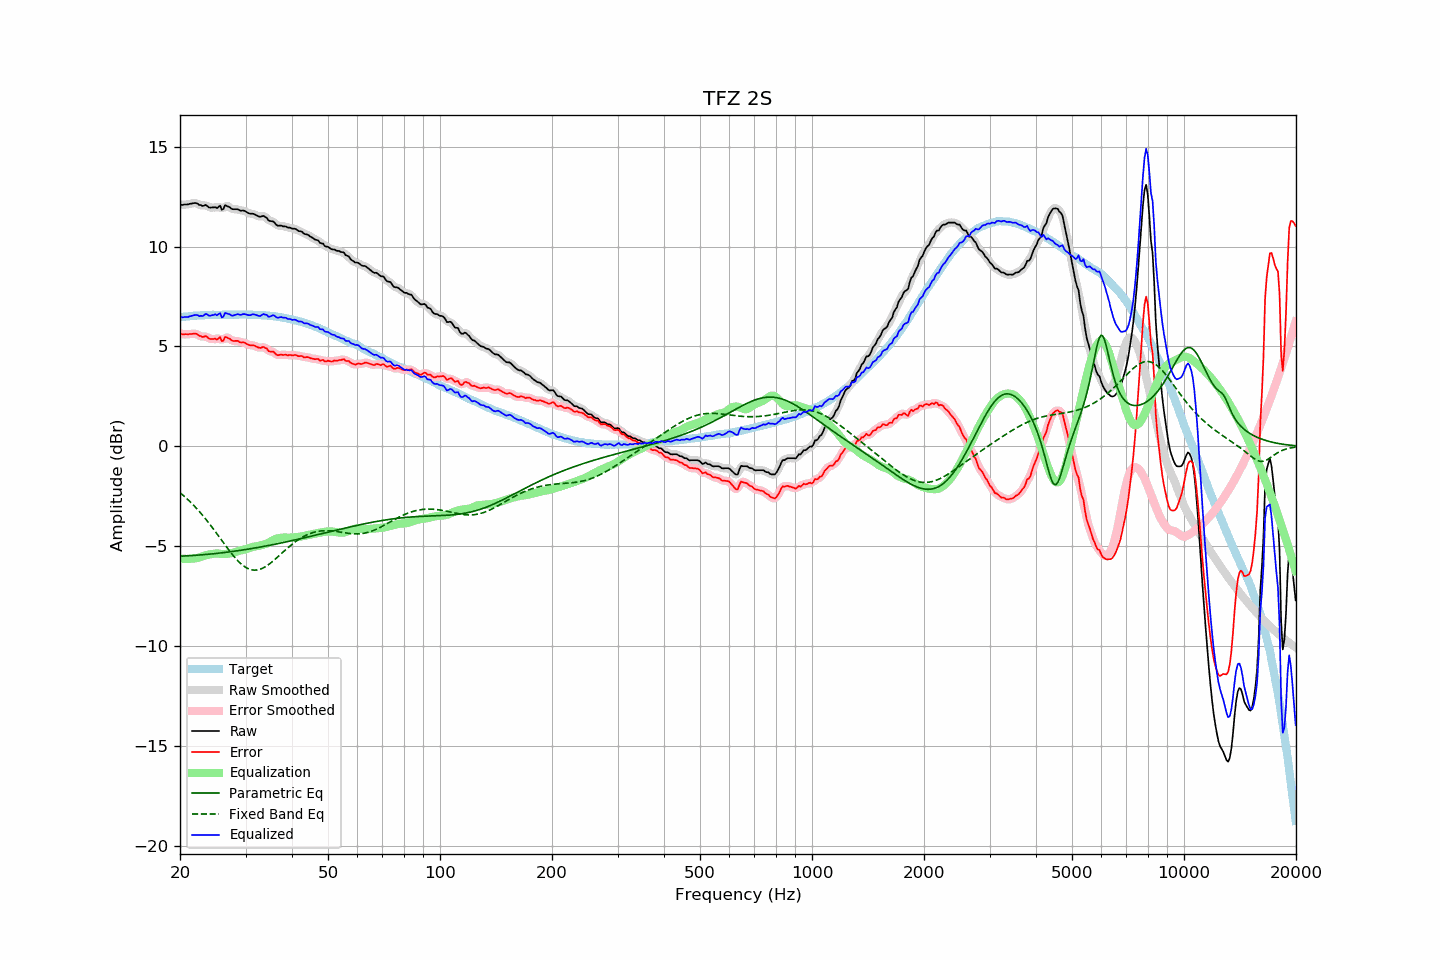 TFZ 2S
15
10
5
0
−5
−10
−15
−20
Amplitude (dBr)
Target
Raw Smoothed
Error Smoothed
Raw
Error
Equalization
Parametric Eq
Fixed Band Eq
Equalized
20 50 100 200 500 1000 2000 5000 10000 20000
Frequency (Hz)